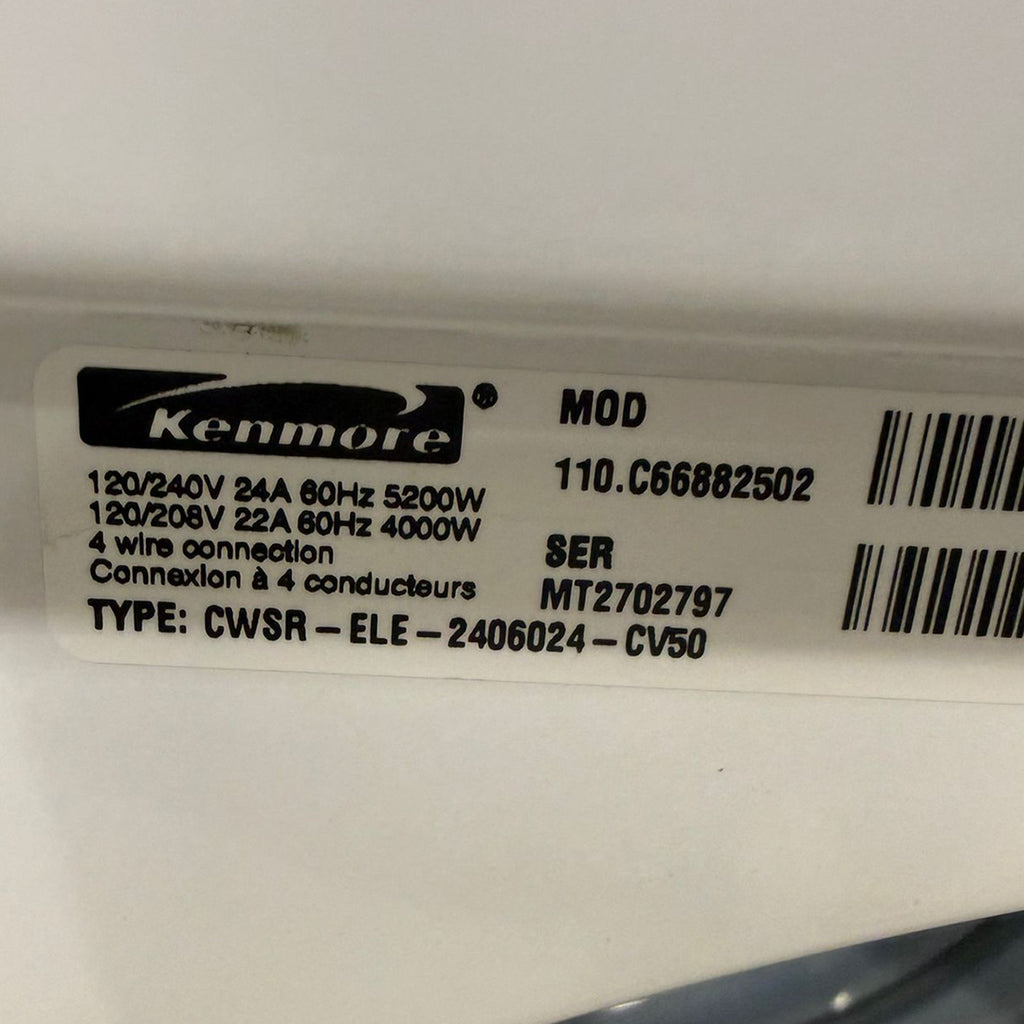 Kenmore®
120/240V 24A 60Hz 5200W
120/208V 22A 60Hz 4000W
4 wire connection
Connexion à 4 conducteurs
TYPE: CWSR-ELE-2406024-CV50
MOD
110.C66882502
SER
MT2702797